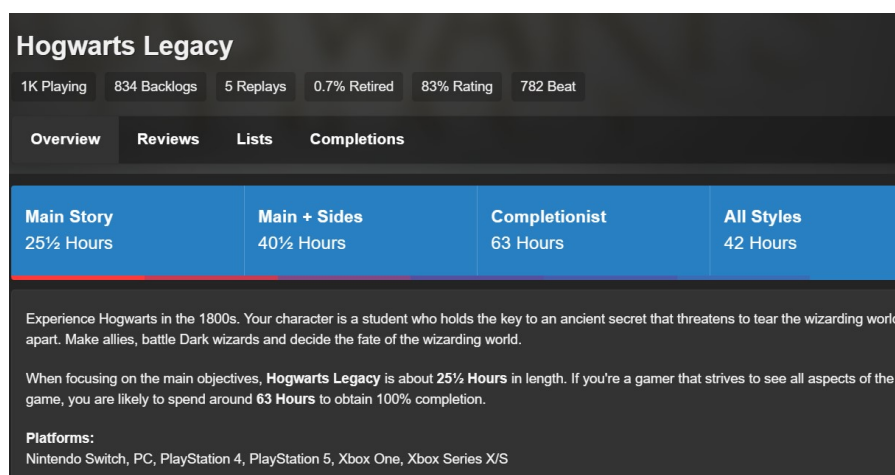 Hogwarts Legacy
1K Playing 834 Backlogs 5 Replays 0.7% Retired 83% Rating 782 Beat
Overview Reviews Lists Completions
Main Story Main + Sides Completionist All Styles
25½ Hours 40½ Hours 63 Hours 42 Hours
Experience Hogwarts in the 1800s. Your character is a student who holds the key to an ancient secret that threatens to tear the wizarding world
apart. Make allies, battle Dark wizards and decide the fate of the wizarding world.
When focusing on the main objectives, Hogwarts Legacy is about 25½ Hours in length. If you're a gamer that strives to see all aspects of the
game, you are likely to spend around 63 Hours to obtain 100% completion.
Platforms:
Nintendo Switch, PC, PlayStation 4, PlayStation 5, Xbox One, Xbox Series X/S